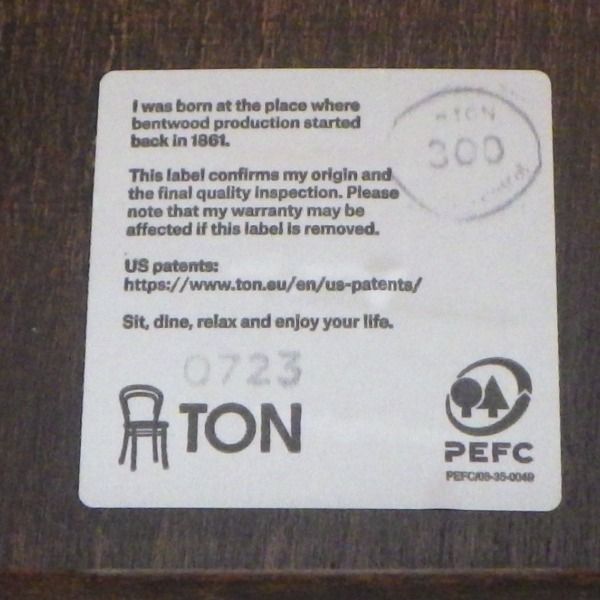 I was born at the place where
bentwood production started
back in 1861.
This label confirms my origin and
the final quality inspection. Please
note that my warranty may be
affected if this label is removed.
US patents:
https://www.ton.eu/en/us-patents/
Sit, dine, relax and enjoy your life.
TON
300
0723
TON
PEFC
PEFC/08-35-0049